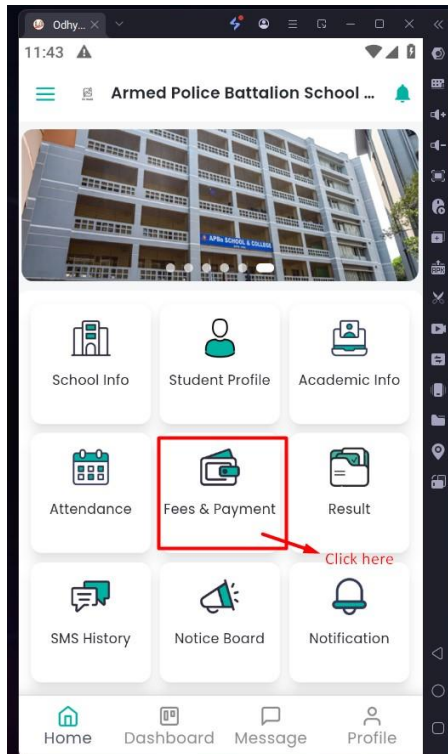 Odhy...
11:43
Armed Police Battalion School ...
APBn SCHOOL & COLLEGE
School Info
Student Profile
Academic Info
Attendance
Fees & Payment
Result
Click here
SMS History
Notice Board
Notification
Home
Dashboard
Message
Profile